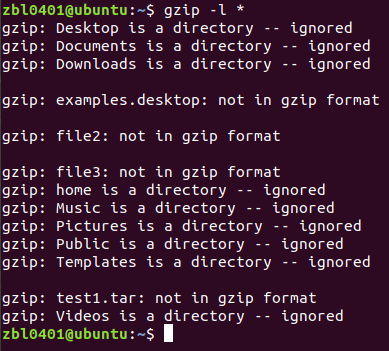 zbl0401@ubuntu:~$ gzip -l *
gzip: Desktop is a directory -- ignored
gzip: Documents is a directory -- ignored
gzip: Downloads is a directory -- ignored
gzip: examples.desktop: not in gzip format
gzip: file2: not in gzip format
gzip: file3: not in gzip format
gzip: home is a directory -- ignored
gzip: Music is a directory -- ignored
gzip: Pictures is a directory -- ignored
gzip: Public is a directory -- ignored
gzip: Templates is a directory -- ignored
gzip: test1.tar: not in gzip format
gzip: Videos is a directory -- ignored
zbl0401@ubuntu:~$